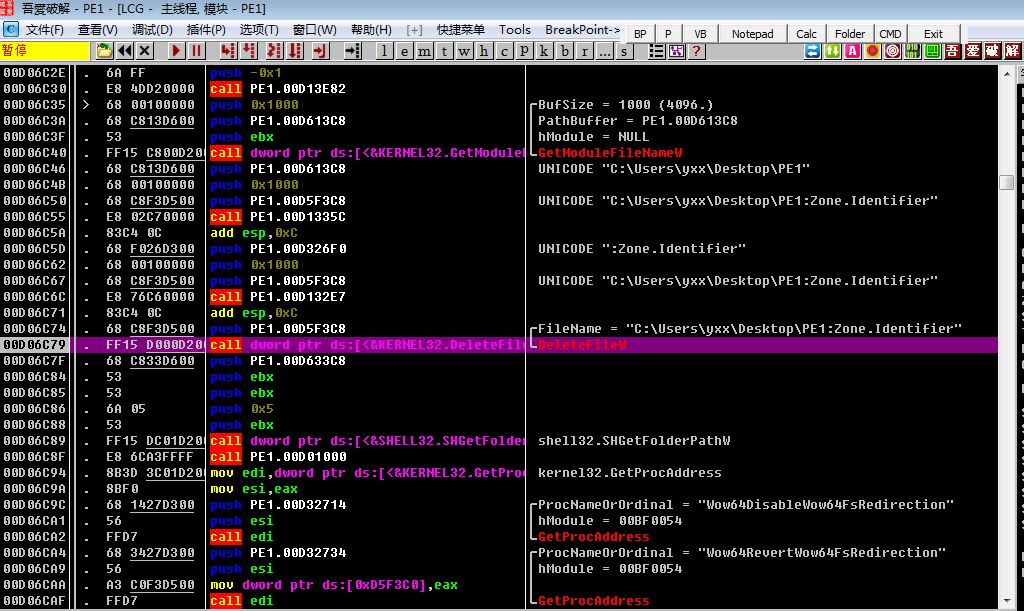 吾愛破解 - PE1 - [LCG - 主线程, 模块 - PE1]
C 文件(F) 查看(V) 调试(D) 插件(P) 选项(T) 窗口(W) 帮助(H) [+] 快捷菜单 Tools BreakPoint-> BP P VB Notepad Calc Folder CMD Exit
暂停 l e m t w h c p k b r ... s ? 吾 愛 破 解
00D06C2E . 6A FF push -0x1
00D06C30 . E8 4DD20000 call PE1.00D13E82
00D06C35 > 68 00100000 push 0x1000 BufSize = 1000 (4096.)
00D06C3A . 68 C813D600 push PE1.00D613C8 PathBuffer = PE1.00D613C8
00D06C3F . 53 push ebx hModule = NULL
00D06C40 . FF15 C800D20 call dword ptr ds:[<&KERNEL32.GetModule GetModuleFileNameW
00D06C46 . 68 C813D600 push PE1.00D613C8 UNICODE "C:\Users\yxx\Desktop\PE1"
00D06C4B . 68 00100000 push 0x1000
00D06C50 . 68 C8F3D500 push PE1.00D5F3C8 UNICODE "C:\Users\yxx\Desktop\PE1:Zone.Identifier"
00D06C55 . E8 02C70000 call PE1.00D1335C
00D06C5A . 83C4 0C add esp,0xC
00D06C5D . 68 F026D300 push PE1.00D326F0 UNICODE ":Zone.Identifier"
00D06C62 . 68 00100000 push 0x1000
00D06C67 . 68 C8F3D500 push PE1.00D5F3C8 UNICODE "C:\Users\yxx\Desktop\PE1:Zone.Identifier"
00D06C6C . E8 76C60000 call PE1.00D132E7
00D06C71 . 83C4 0C add esp,0xC
00D06C74 . 68 C8F3D500 push PE1.00D5F3C8 FileName = "C:\Users\yxx\Desktop\PE1:Zone.Identifier"
00D06C79 . FF15 D000D20 call dword ptr ds:[<&KERNEL32.DeleteFile DeleteFileW
00D06C7F . 68 C833D600 push PE1.00D633C8
00D06C84 . 53 push ebx
00D06C85 . 53 push ebx
00D06C86 . 6A 05 push 0x5
00D06C88 . 53 push ebx
00D06C89 . FF15 DC01D20 call dword ptr ds:[<&SHELL32.SHGetFolder shell32.SHGetFolderPathW
00D06C8F . E8 6CA3FFFF call PE1.00D01000
00D06C94 . 8B3D 3C01D20 mov edi,dword ptr ds:[<&KERNEL32.GetProc kernel32.GetProcAddress
00D06C9A . 8BF0 mov esi,eax
00D06C9C . 68 1427D300 push PE1.00D32714 ProcNameOrOrdinal = "Wow64DisableWow64FsRedirection"
00D06CA1 . 56 push esi hModule = 00BF0054
00D06CA2 . FFD7 call edi GetProcAddress
00D06CA4 . 68 3427D300 push PE1.00D32734 ProcNameOrOrdinal = "Wow64RevertWow64FsRedirection"
00D06CA9 . 56 push esi hModule = 00BF0054
00D06CAA . A3 C0F3D500 mov dword ptr ds:[0xD5F3C0],eax
00D06CAF . FFD7 call edi GetProcAddress